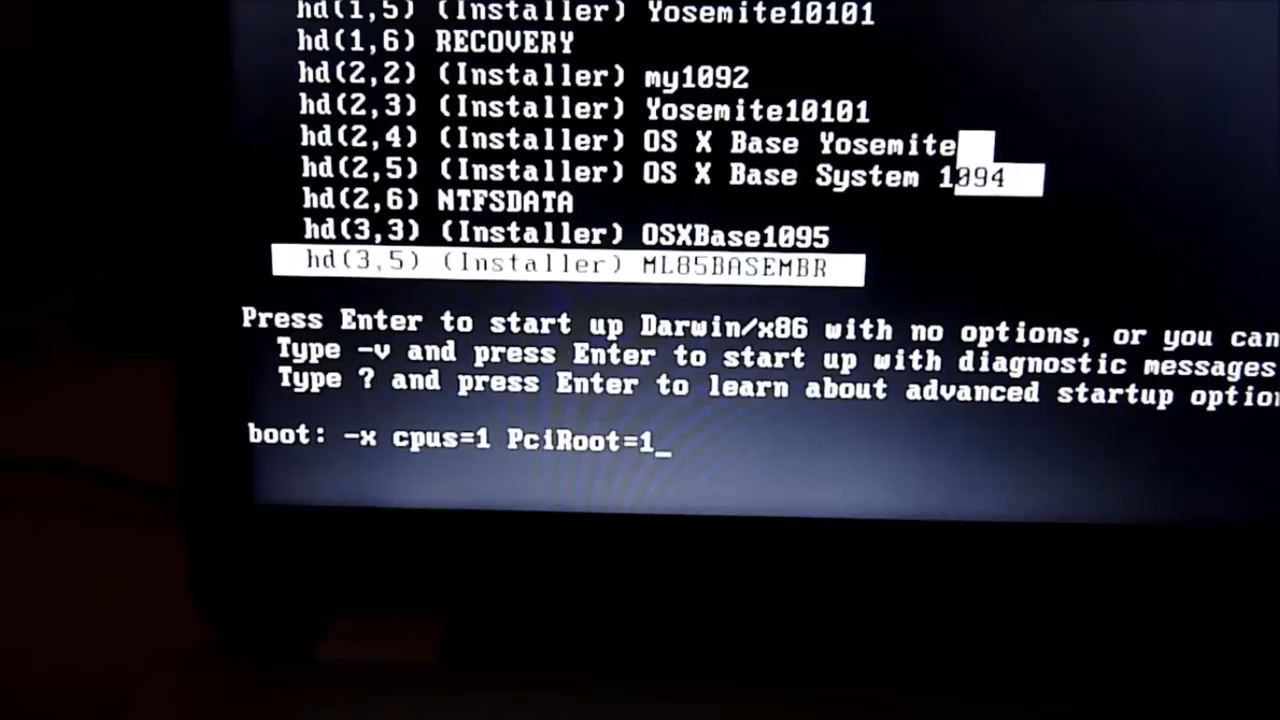 hd(1,5) (Installer) Yosemite10101
hd(1,6) RECOVERY
hd(2,2) (Installer) my1092
hd(2,3) (Installer) Yosemite10101
hd(2,4) (Installer) OS X Base Yosemite
hd(2,5) (Installer) OS X Base System 1094
hd(2,6) NTFSDATA
hd(3,3) (Installer) OSXBase1095
hd(3,5) (Installer) ML85BASEMBR
Press Enter to start up Darwin/x86 with no options, or you can
Type -v and press Enter to start up with diagnostic messages
Type ? and press Enter to learn about advanced startup optio
boot: -x cpus=1 PciRoot=1_